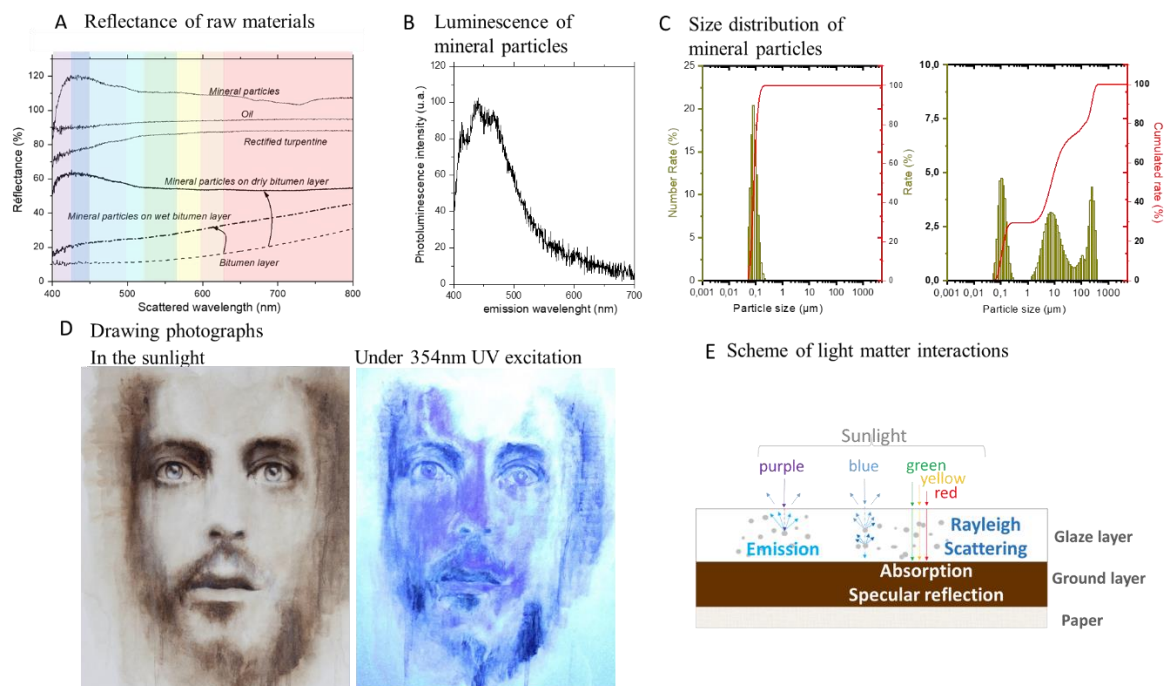 A Reflectance of raw materials
120
100
80
60
40
20
0
Réflectance (%)
Mineral particles
Oil
Rectified turpentine
Mineral particles on driy bitumen layer
Mineral particles on wet bitumen layer
Bitumen layer
400 500 600 700 800
Scattered wavelength (nm)
B Luminescence of
mineral particles
120
100
80
60
40
20
0
Photoluminescence intensity (u.a.)
400 450 500 550 600 650 700
emission wavelenght (nm)
C Size distribution of
mineral particles
25
20
15
10
5
0
Number Rate (%)
100
80
60
40
20
0
0,001 0,1 10 1000
Particle size (µm)
10,0
7,5
5,0
2,5
0,0
Rate (%)
100
80
60
40
20
0
Cumulated rate (%)
0,001 0,01 0,1 1 10 100 1000
Particle size (µm)
D Drawing photographs
In the sunlight
Under 354nm UV excitation
E Scheme of light matter interactions
Sunlight
purple
blue
green
yellow
red
Emission
Rayleigh
Scattering
Absorption
Specular reflection
Glaze layer
Ground layer
Paper